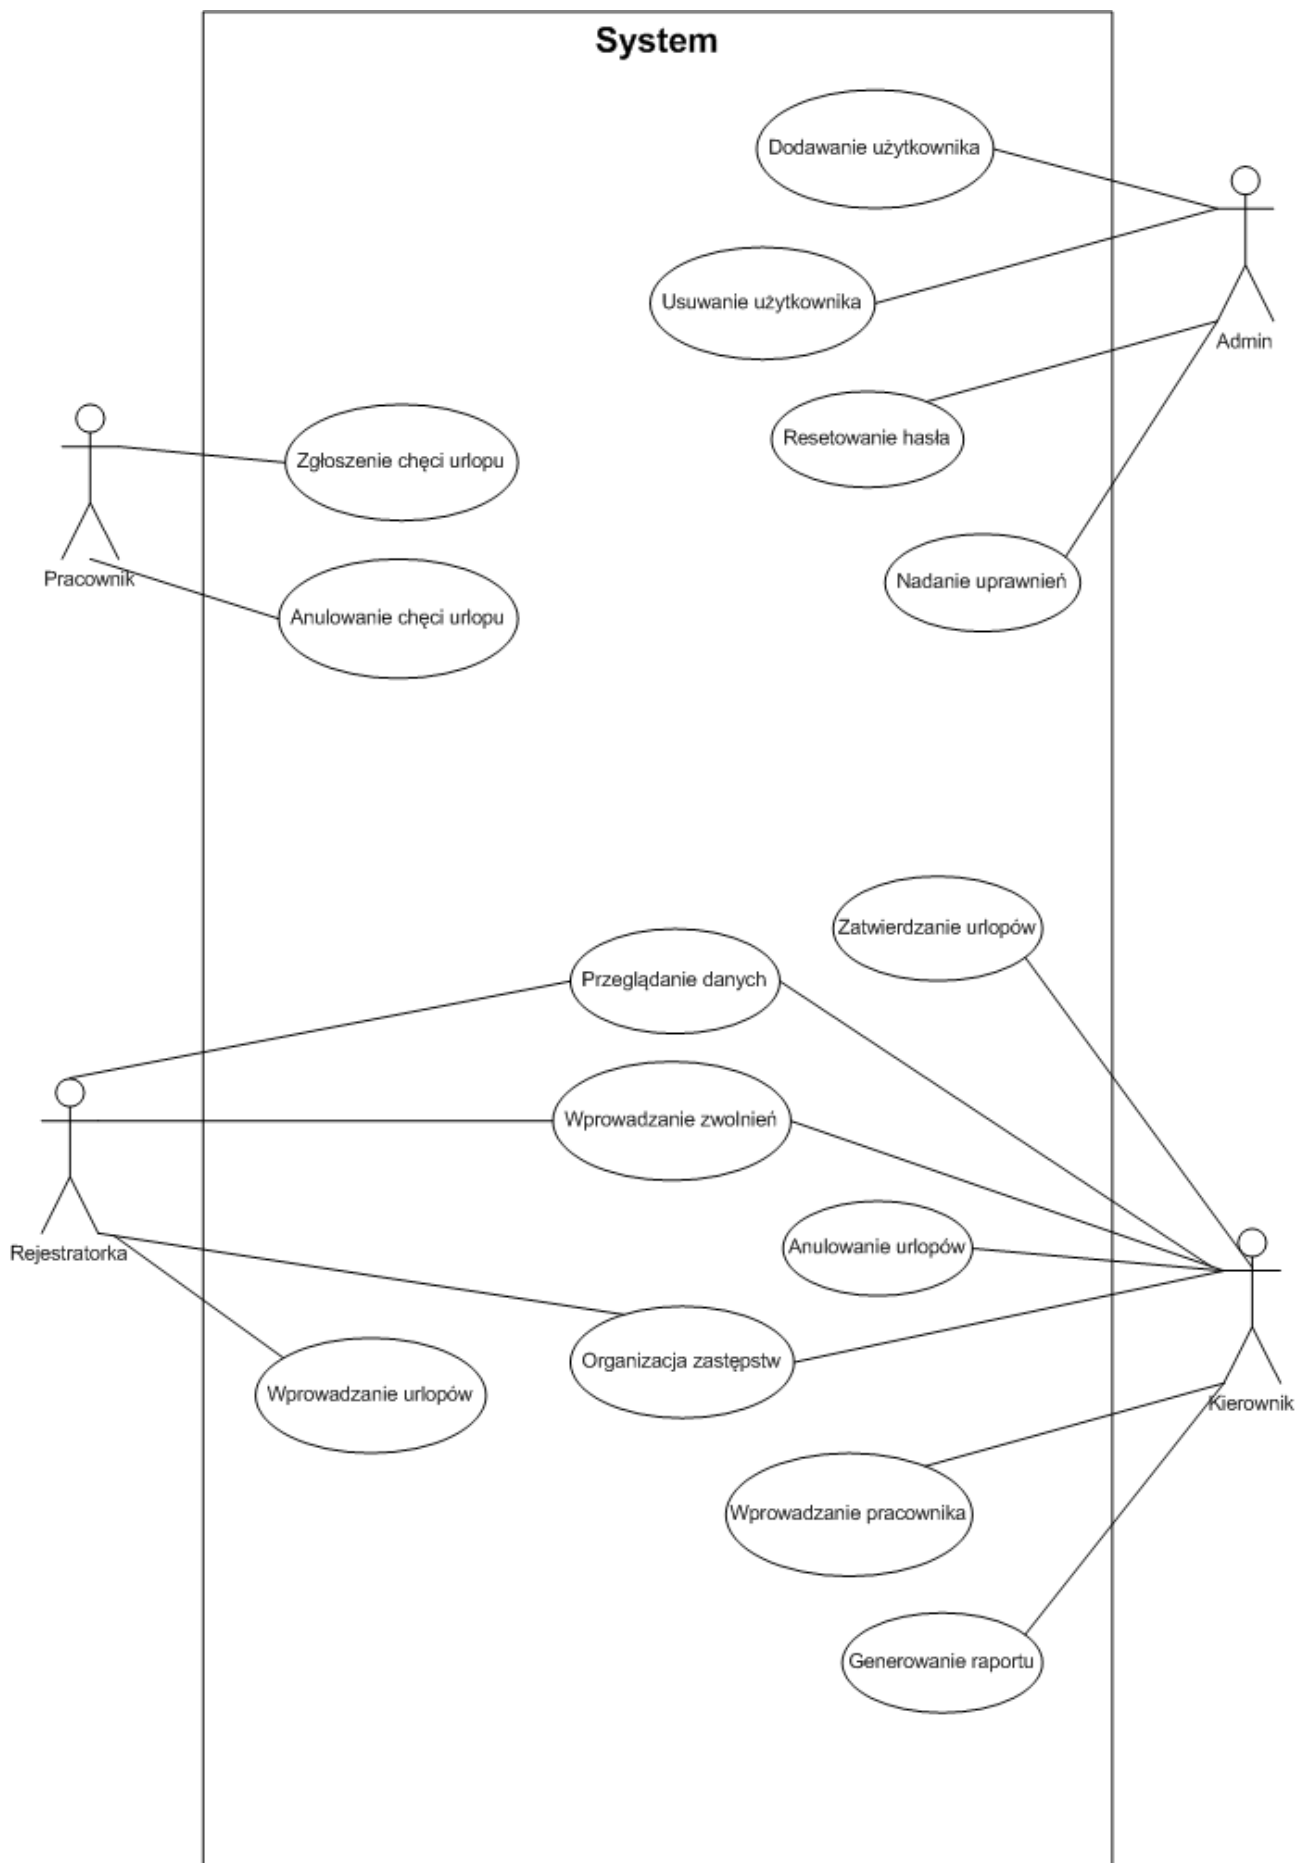 System
Dodawanie użytkownika
Usuwanie użytkownika
Admin
Resetowanie hasła
Zgłoszenie chęci urlopu
Nadanie uprawnień
Pracownik
Anulowanie chęci urlopu
Zatwierdzanie urlopów
Przeglądanie danych
Wprowadzanie zwolnień
Anulowanie urlopów
Rejestratorka
Organizacja zastępstw
Wprowadzanie urlopów
Kierownik
Wprowadzanie pracownika
Generowanie raportu